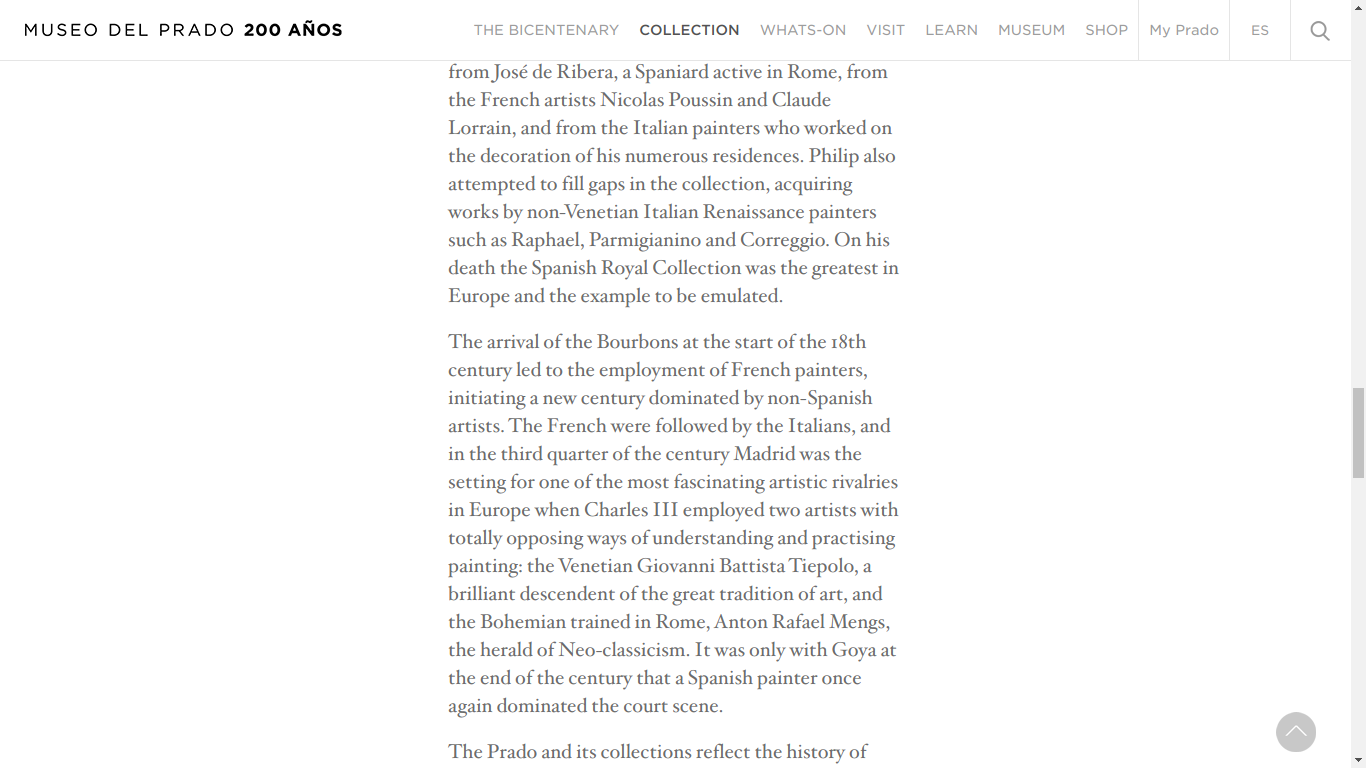 MUSEO DEL PRADO 200 AÑOS
THE BICENTENARY COLLECTION WHATS-ON VISIT LEARN MUSEUM SHOP My Prado ES
from José de Ribera, a Spaniard active in Rome, from
the French artists Nicolas Poussin and Claude
Lorrain, and from the Italian painters who worked on
the decoration of his numerous residences. Philip also
attempted to fill gaps in the collection, acquiring
works by non-Venetian Italian Renaissance painters
such as Raphael, Parmigianino and Correggio. On his
death the Spanish Royal Collection was the greatest in
Europe and the example to be emulated.
The arrival of the Bourbons at the start of the 18th
century led to the employment of French painters,
initiating a new century dominated by non-Spanish
artists. The French were followed by the Italians, and
in the third quarter of the century Madrid was the
setting for one of the most fascinating artistic rivalries
in Europe when Charles III employed two artists with
totally opposing ways of understanding and practising
painting: the Venetian Giovanni Battista Tiepolo, a
brilliant descendent of the great tradition of art, and
the Bohemian trained in Rome, Anton Rafael Mengs,
the herald of Neo-classicism. It was only with Goya at
the end of the century that a Spanish painter once
again dominated the court scene.
The Prado and its collections reflect the history of